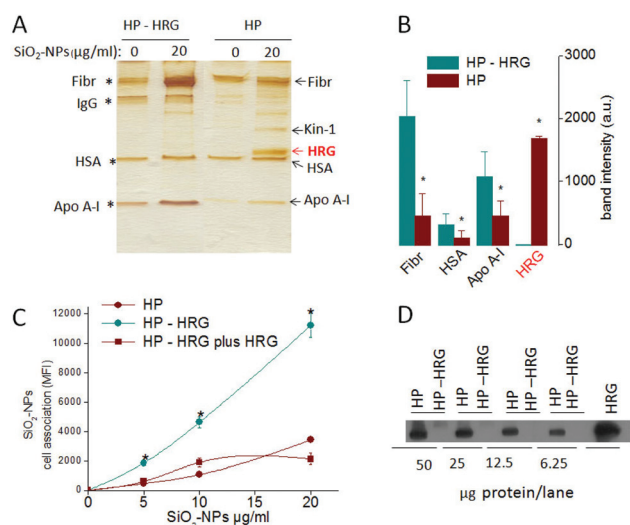 A
HP - HRG HP
SiO2-NPs(µg/ml): 0 20 0 20
Fibr * Fibr
IgG *
Kin-1
HRG
HSA * HSA
Apo A-I * Apo A-I
B
HP - HRG
HP
3000
2000
1000
0
band intensity (a.u.)
* * * *
Fibr HSA Apo A-I HRG
C
HP
HP - HRG
HP - HRG plus HRG
SiO2-NPs
cell association (MFI)
12000
10000
8000
6000
4000
2000
0
* * *
0 5 10 15 20
SiO2-NPs µg/ml
D
HP HP-HRG HP HP-HRG HP HP-HRG HP HP-HRG HRG
50 25 12.5 6.25
µg protein/lane